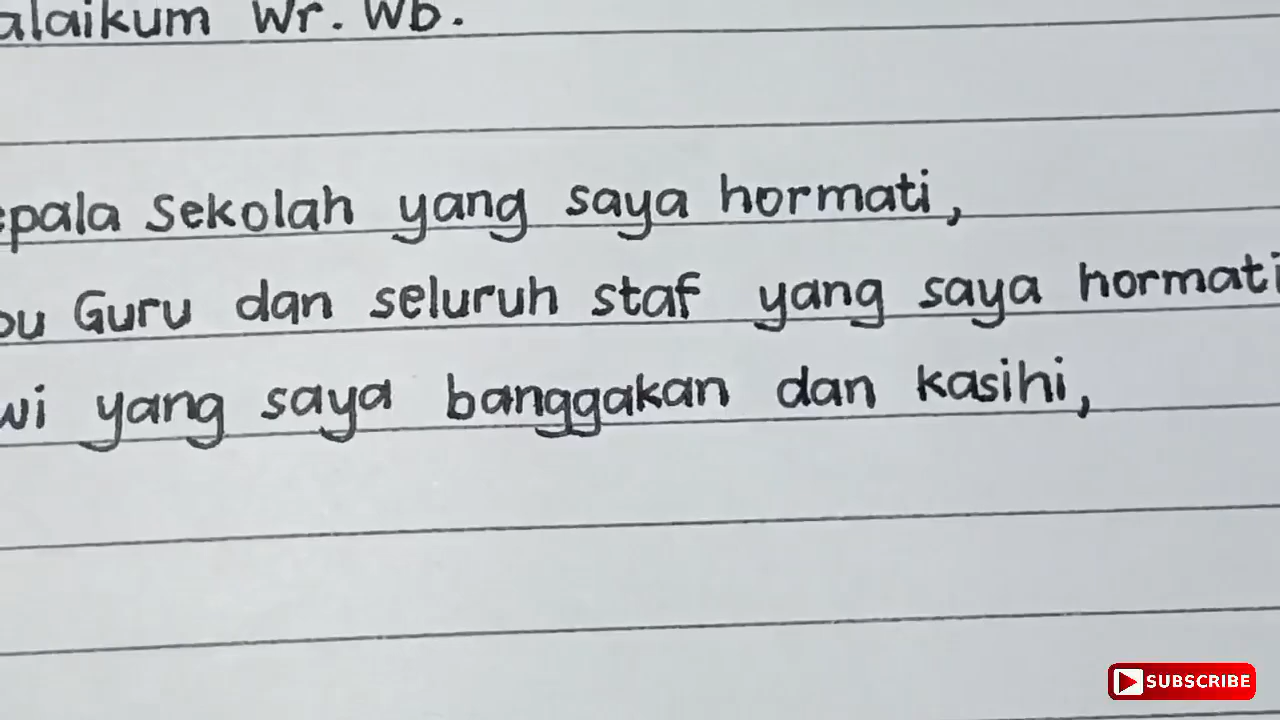 alaikum Wr. Wb.
epala Sekolah yang saya hormati,
bu Guru dan seluruh staf yang saya hormati
wi yang saya banggakan dan kasihi,
SUBSCRIBE